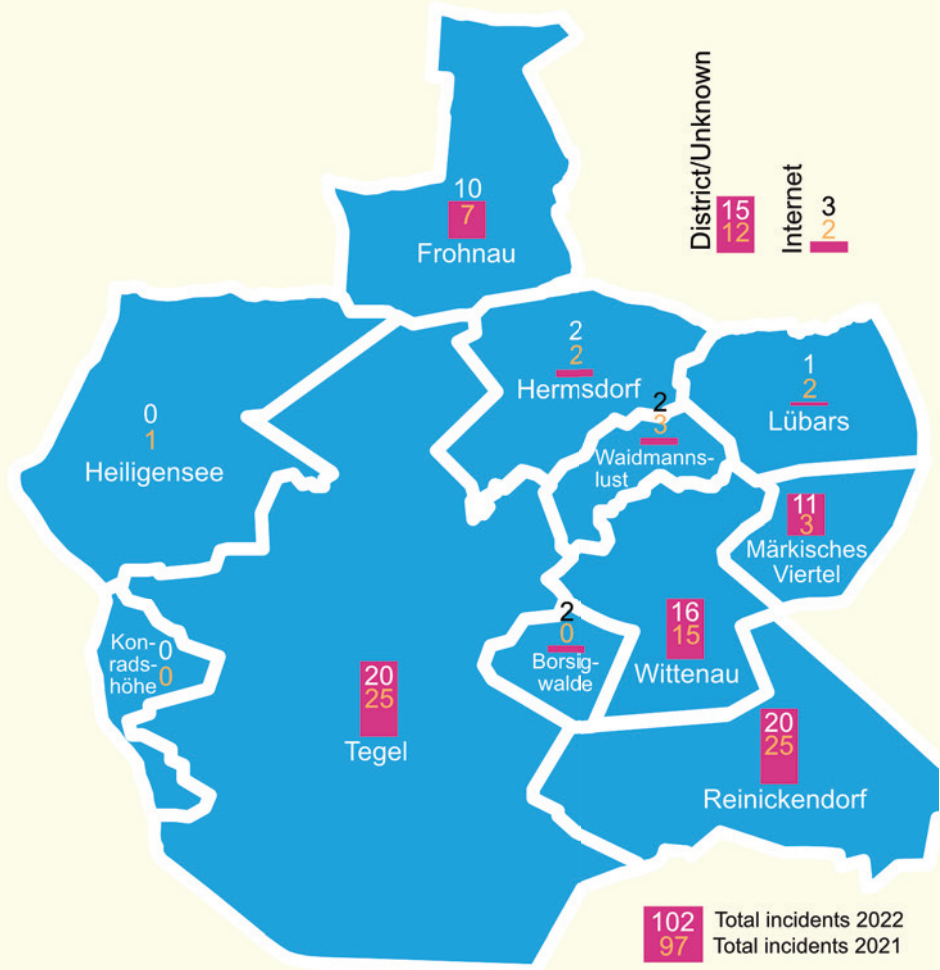 District/Unknown
15
12
Internet
3
2
10
7
Frohnau
2
2
Hermsdorf
1
2
Lübars
0
1
Heiligensee
2
3
Waidmanns-
lust
11
3
Märkisches
Viertel
Kon-
rads-
höhe
0
0
2
0
Borsig-
walde
16
15
Wittenau
20
25
Tegel
20
25
Reinickendorf
102 Total incidents 2022
97 Total incidents 2021